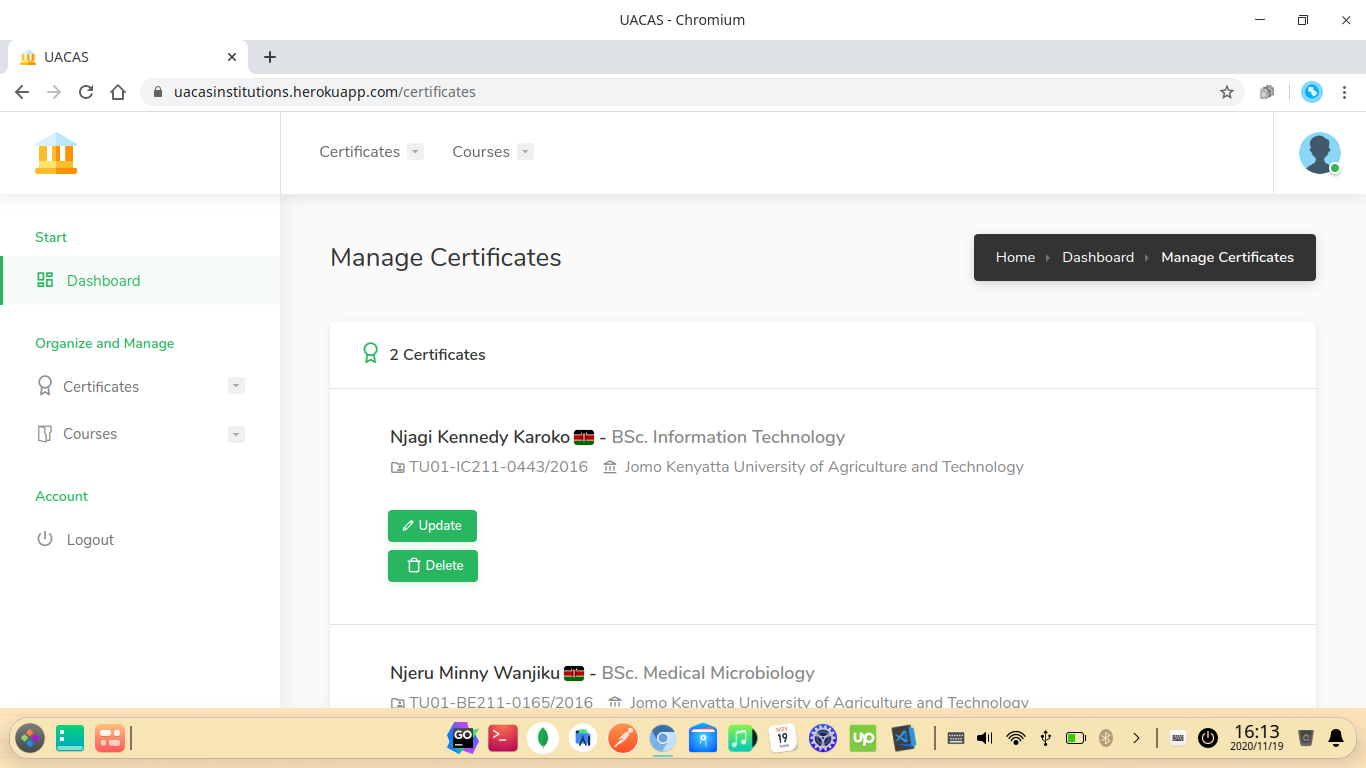 UACAS - Chromium
UACAS
uacasinstitutions.herokuapp.com/certificates
Certificates Courses
Start
Dashboard
Organize and Manage
Certificates
Courses
Account
Logout
Manage Certificates
Home Dashboard Manage Certificates
2 Certificates
Njagi Kennedy Karoko - BSc. Information Technology
TU01-IC211-0443/2016 Jomo Kenyatta University of Agriculture and Technology
Update
Delete
Njeru Minny Wanjiku - BSc. Medical Microbiology
TU01-BE211-0165/2016 Jomo Kenyatta University of Agriculture and Technology
GO
NOV
19
up
16:13
2020/11/19